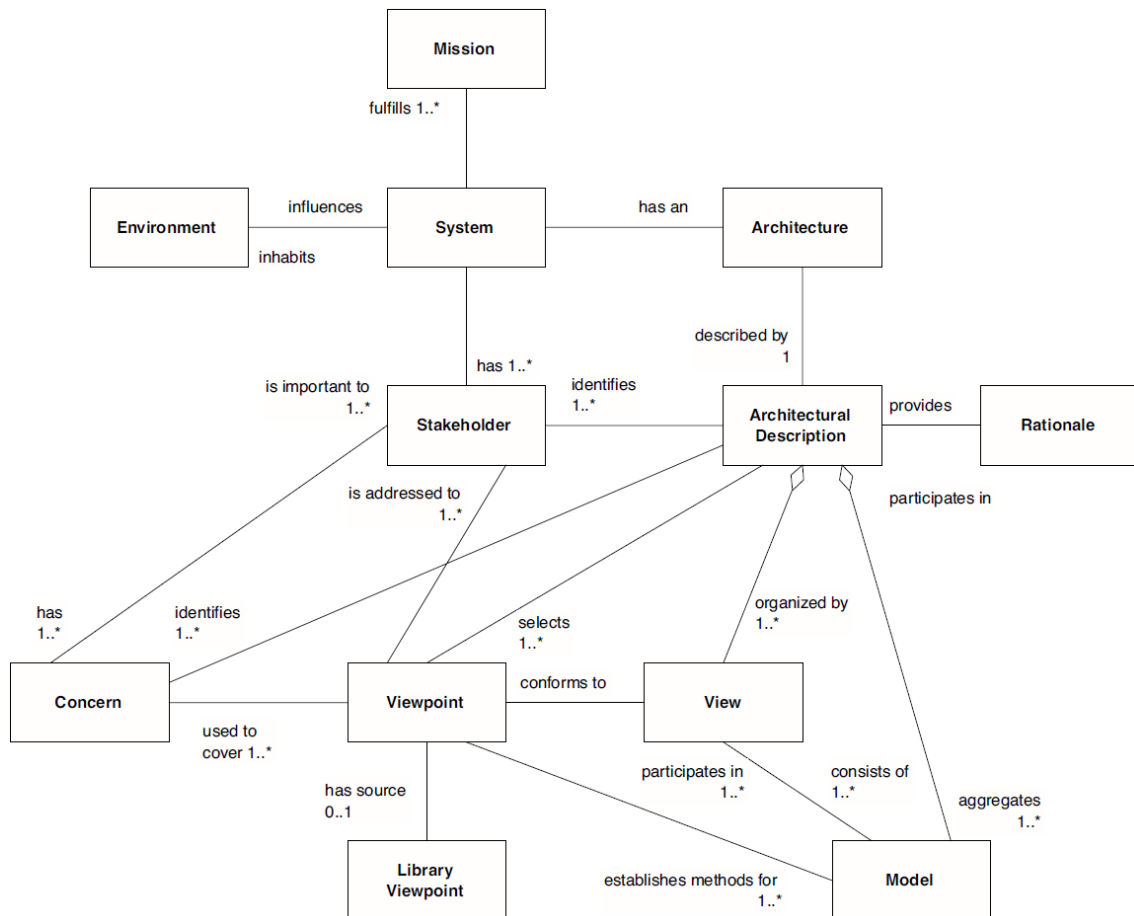 Mission
fulfills 1..*
influences
has an
Environment
System
Architecture
inhabits
described by
1
has 1..*
is important to
1..*
identifies
1..*
Stakeholder
Architectural
Description
provides
Rationale
is addressed to
1..*
participates in
has
1..*
identifies
1..*
selects
1..*
organized by
1..*
Concern
Viewpoint
conforms to
View
used to
cover 1..*
has source
0..1
participates in
1..*
consists of
1..*
aggregates
1..*
Library
Viewpoint
establishes methods for
1..*
Model